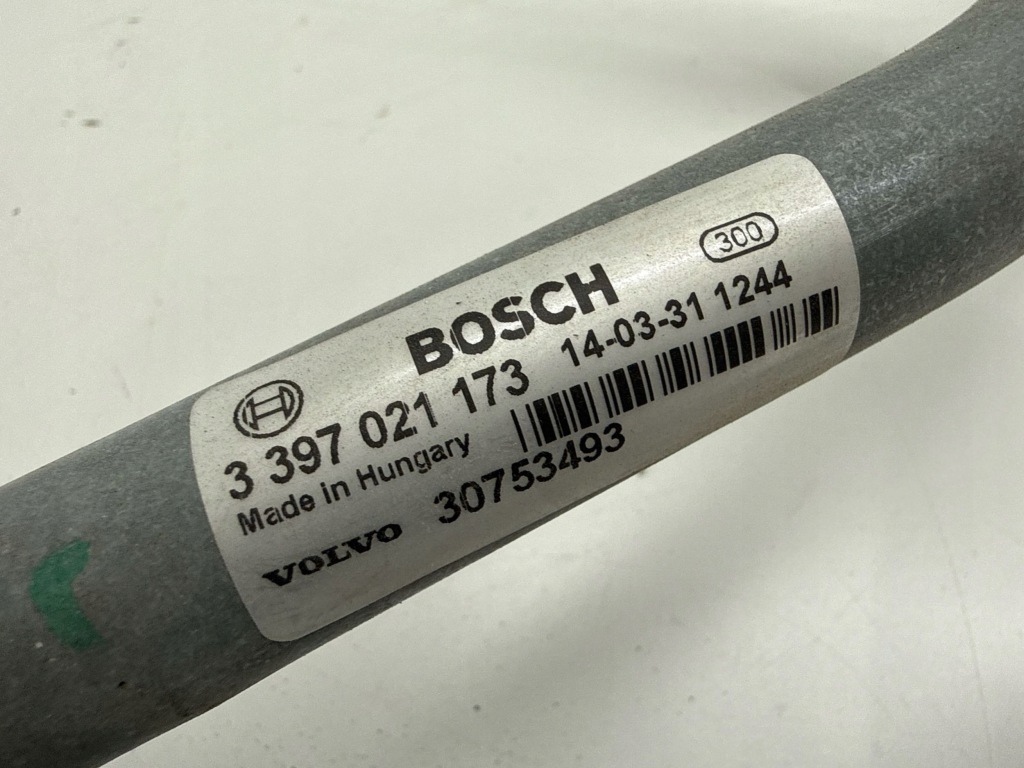 300
BOSCH
3 397 021 173 14-03-31 1244
Made in Hungary
VOLVO 30753493